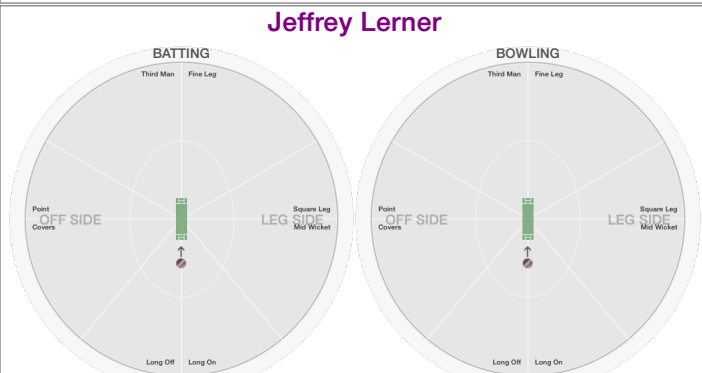 Jeffrey Lerner
BATTING
Third Man
Fine Leg
Point
OFF SIDE
Covers
Square Leg
LEG SIDE
Mid Wicket
Long Off
Long On
BOWLING
Third Man
Fine Leg
Point
OFF SIDE
Covers
Square Leg
LEG SIDE
Mid Wicket
Long Off
Long On